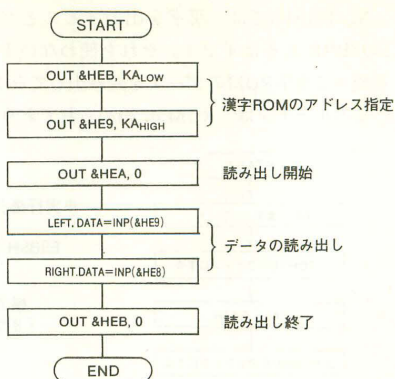 START
OUT &HEB, KALOW
OUT &HE9, KAHIGH
漢字ROMのアドレス指定
OUT &HEA, 0
読み出し開始
LEFT. DATA=INP(&HE9)
RIGHT.DATA=INP(&HE8)
データの読み出し
OUT &HEB, 0
読み出し終了
END